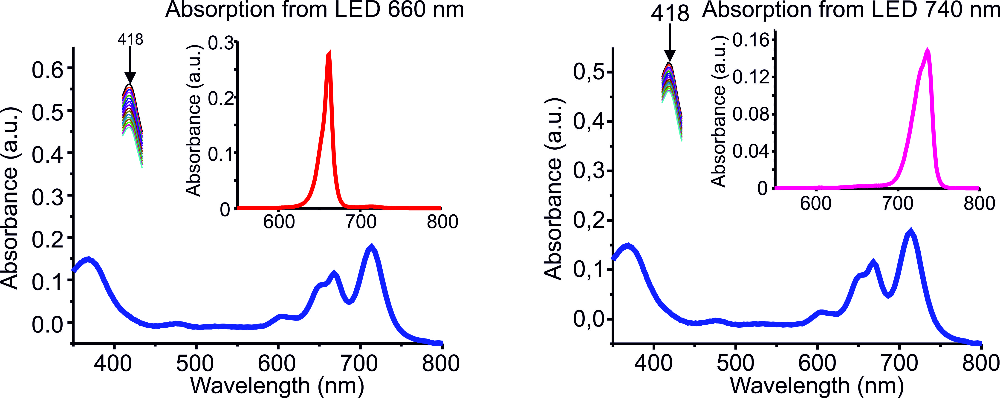 Absorption from LED 660 nm
418
Absorbance (a.u.)
0.6
0.5
0.4
0.3
0.2
0.1
0.0
400 500 600 700 800
Wavelength (nm)
Absorbance (a.u.)
0.3
0.2
0.1
0
600 700 800
Absorption from LED 740 nm
418
Absorbance (a.u.)
0,5
0,4
0,3
0,2
0,1
0,0
400 500 600 700 800
Wavelength (nm)
Absorbance (a.u.)
0.16
0.12
0.08
0.04
0
600 700 800